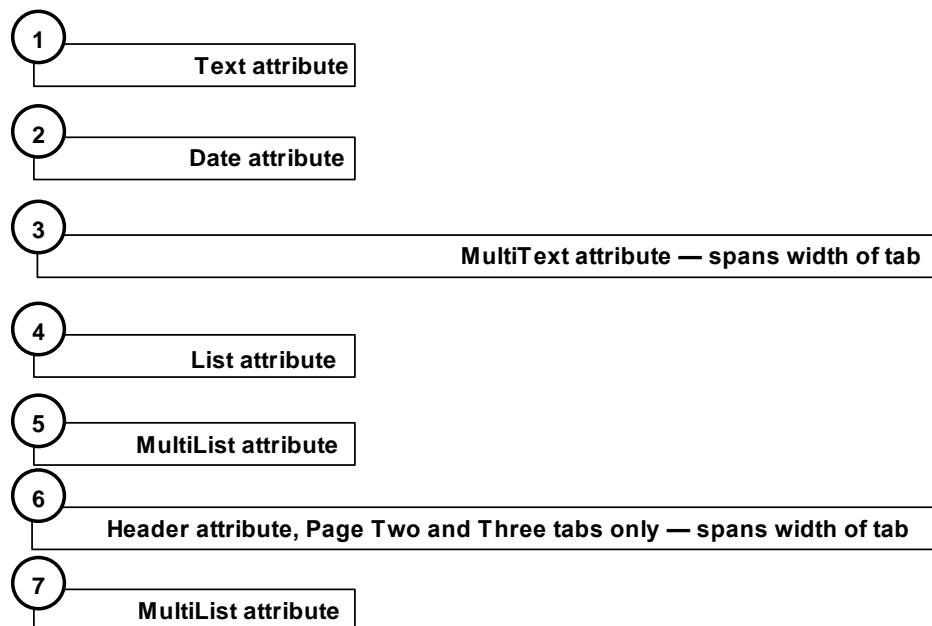 1
Text attribute
2
Date attribute
3
MultiText attribute — spans width of tab
4
List attribute
5
MultiList attribute
6
Header attribute, Page Two and Three tabs only — spans width of tab
7
MultiList attribute